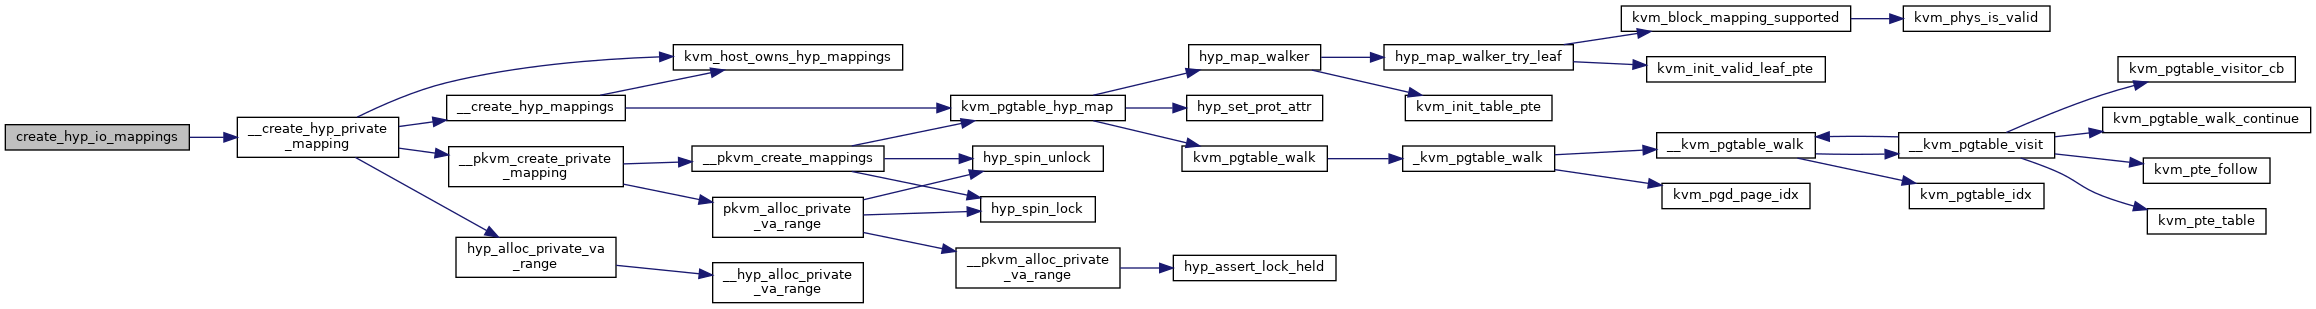 create_hyp_io_mappings
__create_hyp_private
_mapping
kvm_host_owns_hyp_mappings
__create_hyp_mappings
__pkvm_create_private
_mapping
hyp_alloc_private_va
_range
__pkvm_create_mappings
pkvm_alloc_private
_va_range
__hyp_alloc_private
_va_range
kvm_pgtable_hyp_map
hyp_spin_unlock
hyp_spin_lock
__pkvm_alloc_private
_va_range
hyp_map_walker
hyp_set_prot_attr
kvm_pgtable_walk
hyp_assert_lock_held
hyp_map_walker_try_leaf
kvm_init_table_pte
_kvm_pgtable_walk
kvm_block_mapping_supported
kvm_init_valid_leaf_pte
__kvm_pgtable_walk
kvm_pgd_page_idx
kvm_phys_is_valid
__kvm_pgtable_visit
kvm_pgtable_idx
kvm_pgtable_visitor_cb
kvm_pgtable_walk_continue
kvm_pte_follow
kvm_pte_table